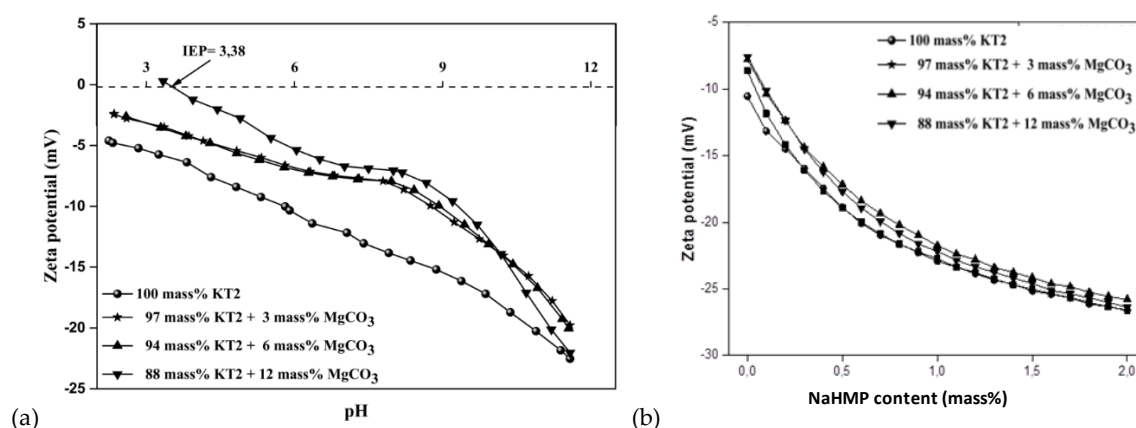 IEP= 3,38
3 6 9 12
0
-5
-10
-15
-20
-25
Zeta potential (mV)
100 mass% KT2
97 mass% KT2 + 3 mass% MgCO3
94 mass% KT2 + 6 mass% MgCO3
88 mass% KT2 + 12 mass% MgCO3
pH
(a)
-5
-10
-15
-20
-25
-30
Zeta potential (mV)
100 mass% KT2
97 mass% KT2 + 3 mass% MgCO3
94 mass% KT2 + 6 mass% MgCO3
88 mass% KT2 + 12 mass% MgCO3
0,0 0,5 1,0 1,5 2,0
NaHMP content (mass%)
(b)